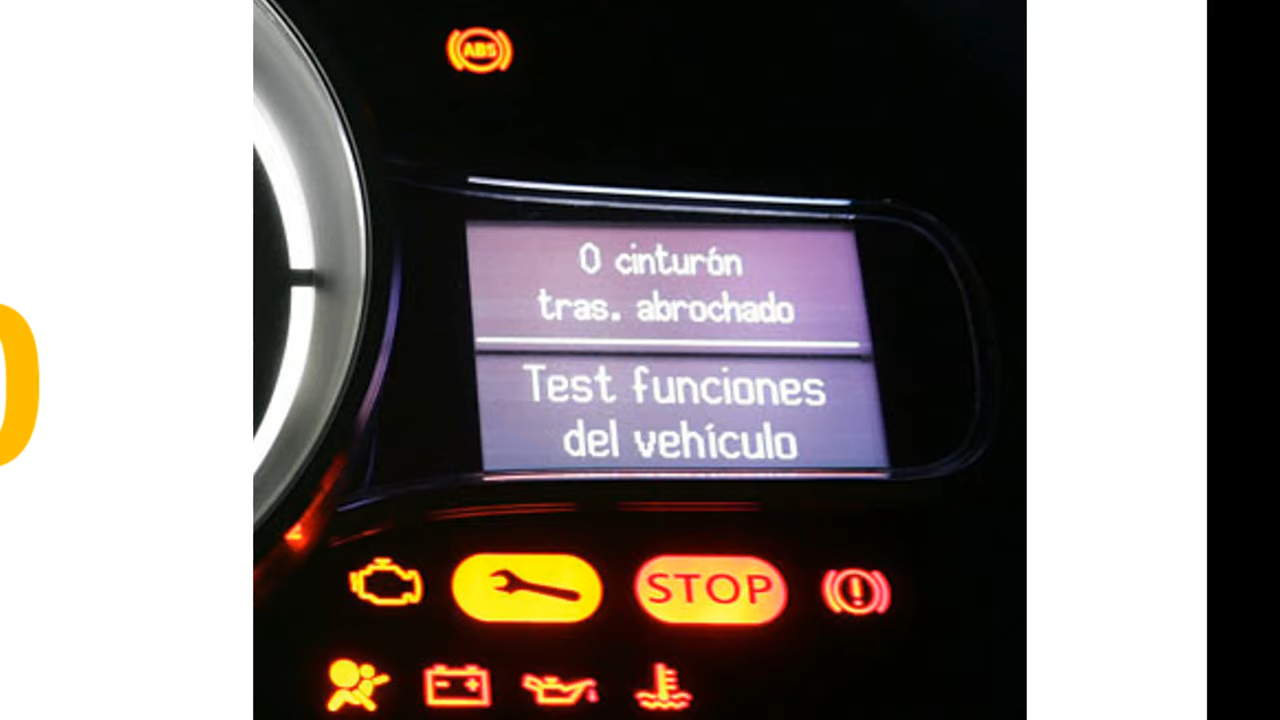 ABS
0 cinturón
tras. abrochado
Test funciones
del vehículo
STOP